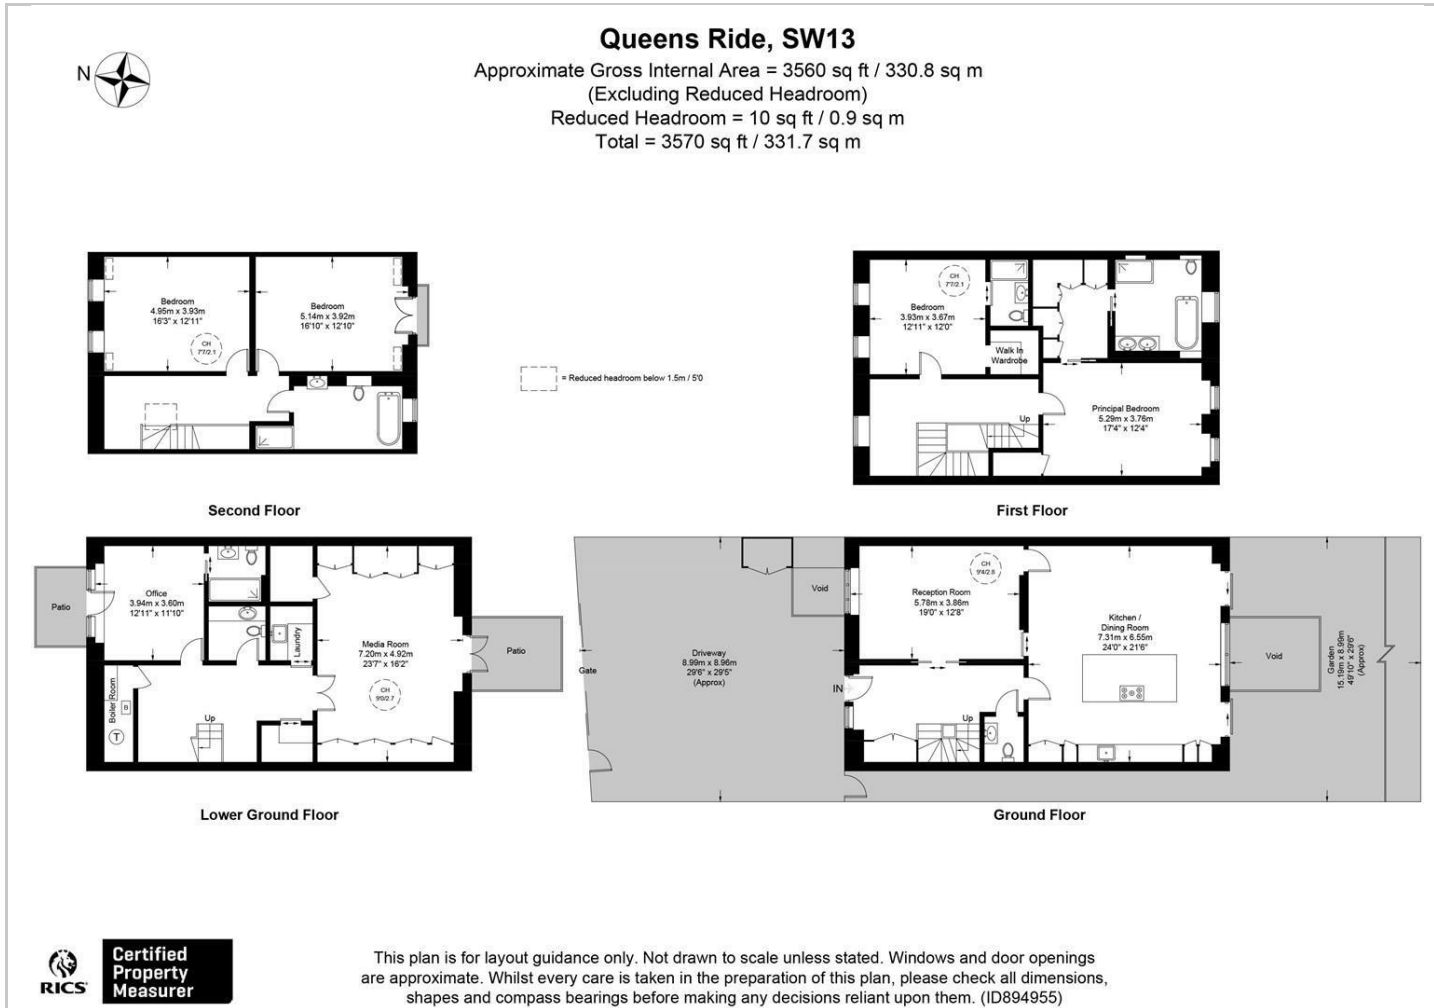 Queens Ride, SW13
Approximate Gross Internal Area = 3560 sq ft / 330.8 sq m
(Excluding Reduced Headroom)
Reduced Headroom = 10 sq ft / 0.9 sq m
Total = 3570 sq ft / 331.7 sq m
N
Bedroom
4.95m x 3.93m
16'3" x 12'11"
CH
7'7/2.1
Bedroom
5.14m x 3.92m
16'10" x 12'10"
= Reduced headroom below 1.5m / 5'0
Second Floor
Bedroom
3.93m x 3.67m
12'11" x 12'0"
CH
7'7/2.1
Walk In
Wardrobe
Up
Principal Bedroom
5.29m x 3.76m
17'4" x 12'4"
First Floor
Patio
Office
3.94m x 3.60m
12'11" x 11'10"
Laundry
Media Room
7.20m x 4.92m
23'7" x 16'2"
CH
9'0/2.7
Patio
Boiler Room
B
T
Up
Lower Ground Floor
Gate
Driveway
8.99m x 8.96m
29'6" x 29'5"
(Approx)
Void
IN
Reception Room
5.78m x 3.86m
19'0" x 12'8"
CH
9'4/2.8
Up
Kitchen /
Dining Room
7.31m x 6.55m
24'0" x 21'6"
Void
Garden
15.19m x 8.99m
49'10" x 29'6"
(Approx)
Ground Floor
RICS
Certified
Property
Measurer
This plan is for layout guidance only. Not drawn to scale unless stated. Windows and door openings
are approximate. Whilst every care is taken in the preparation of this plan, please check all dimensions,
shapes and compass bearings before making any decisions reliant upon them. (ID894955)